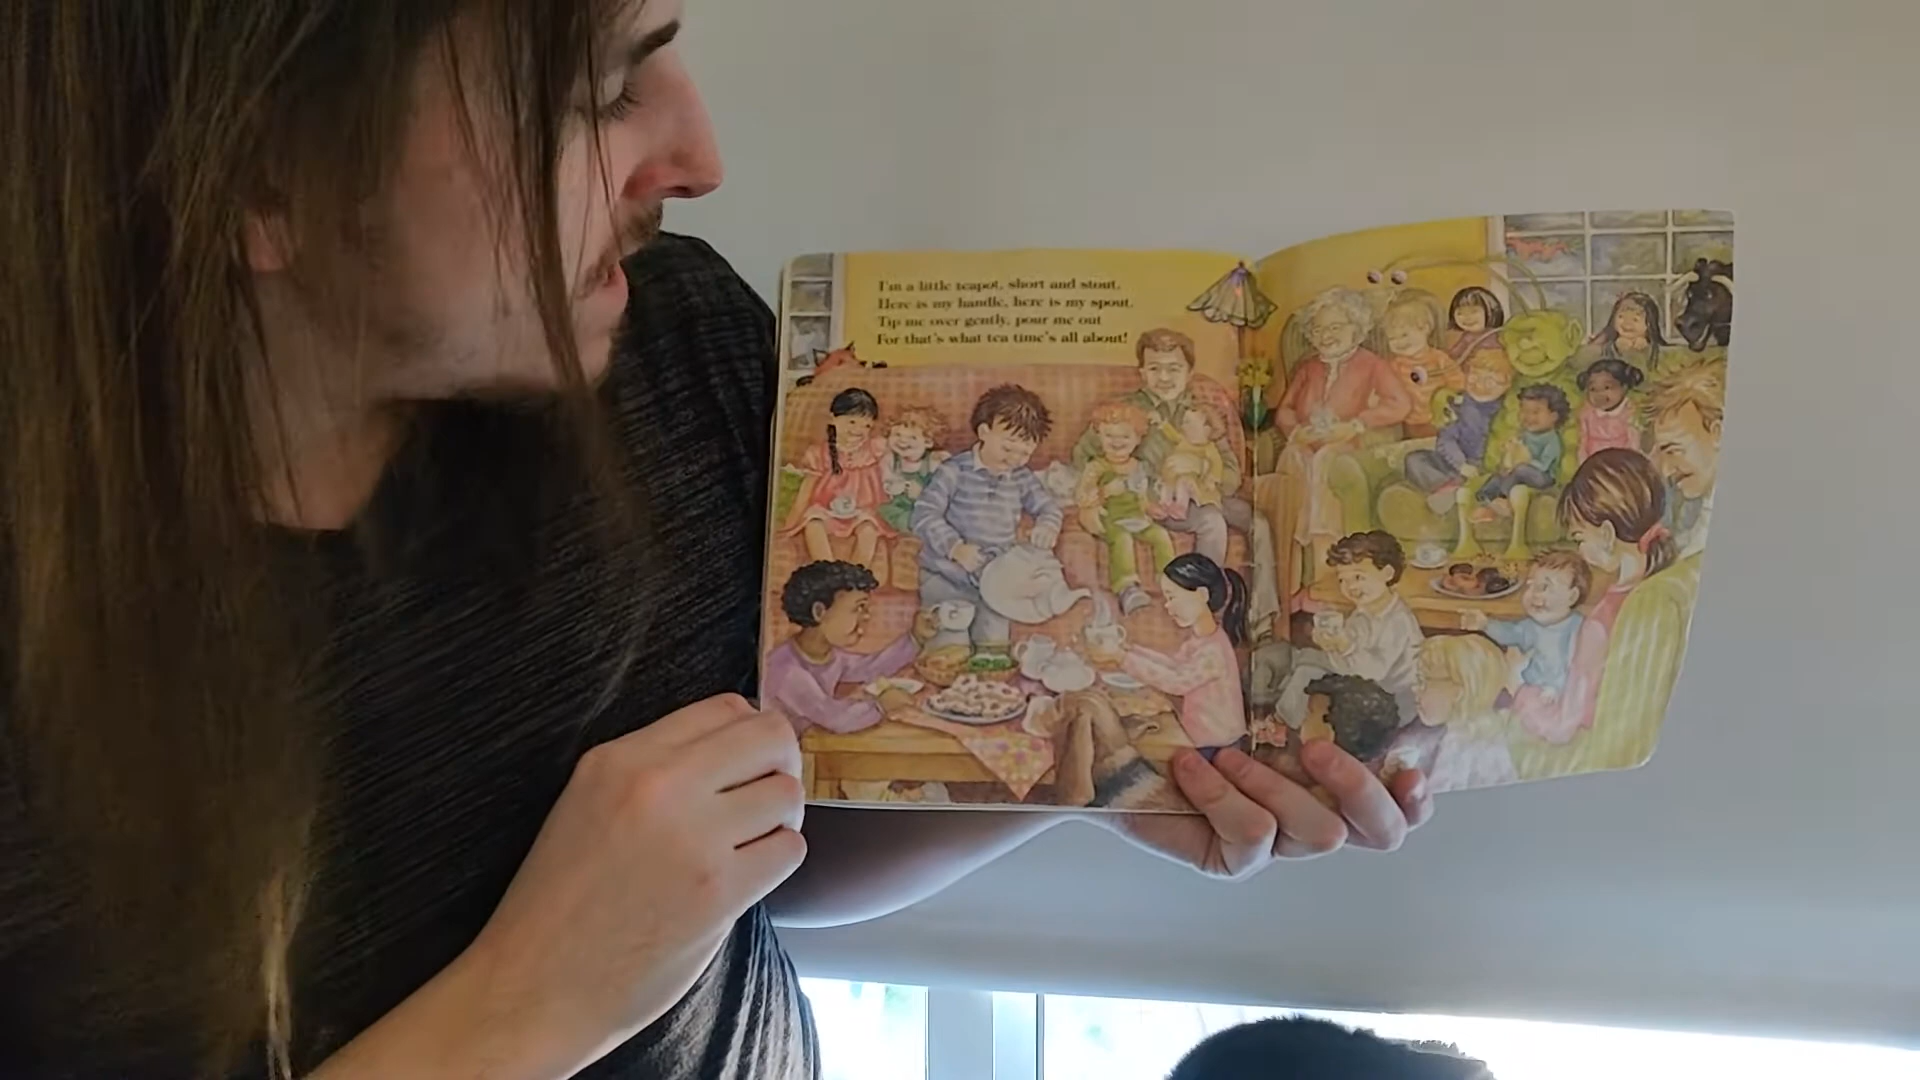 I'm a little teapot, short and stout,
Here is my handle, here is my spout.
Tip me over gently, pour me out
For that's what tea time's all about!